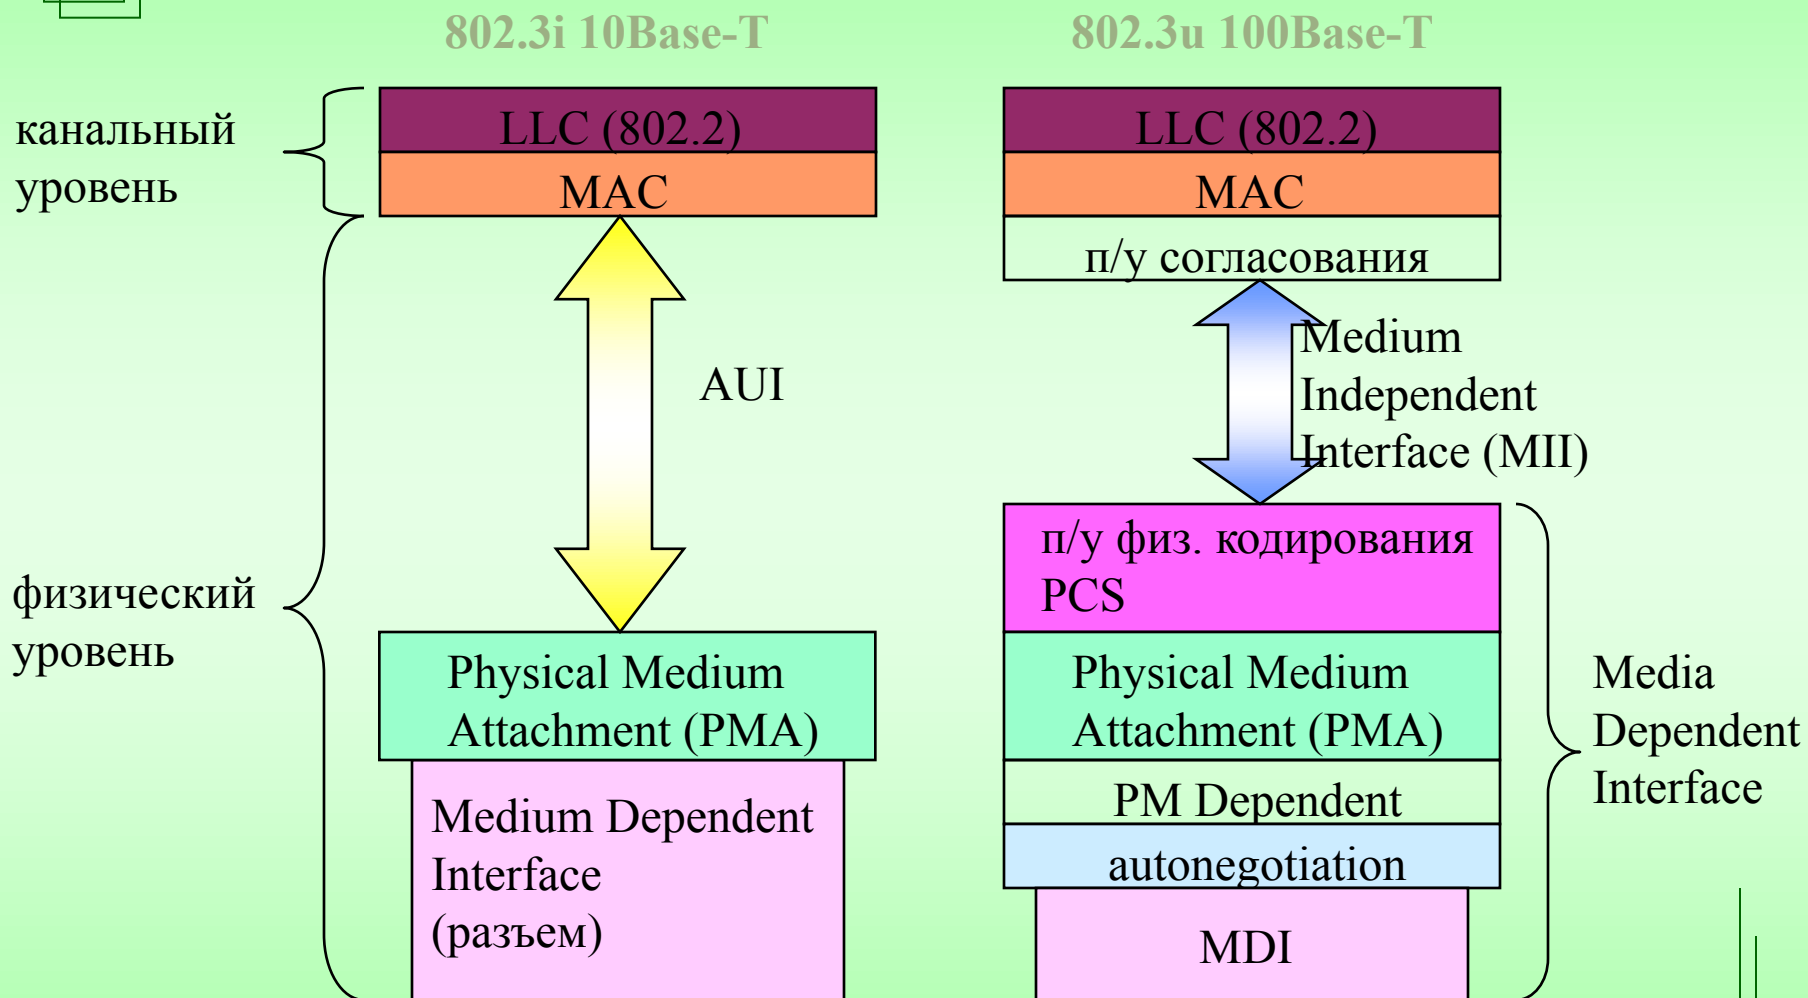 802.3i 10Base-T
802.3u 100Base-T
канальный
уровень
LLC (802.2)
MAC
AUI
физический
уровень
Physical Medium
Attachment (PMA)
Medium Dependent
Interface
(разъем)
LLC (802.2)
MAC
п/у согласования
Medium
Independent
Interface (MII)
п/у физ. кодирования
PCS
Physical Medium
Attachment (PMA)
PM Dependent
autonegotiation
MDI
Media
Dependent
Interface